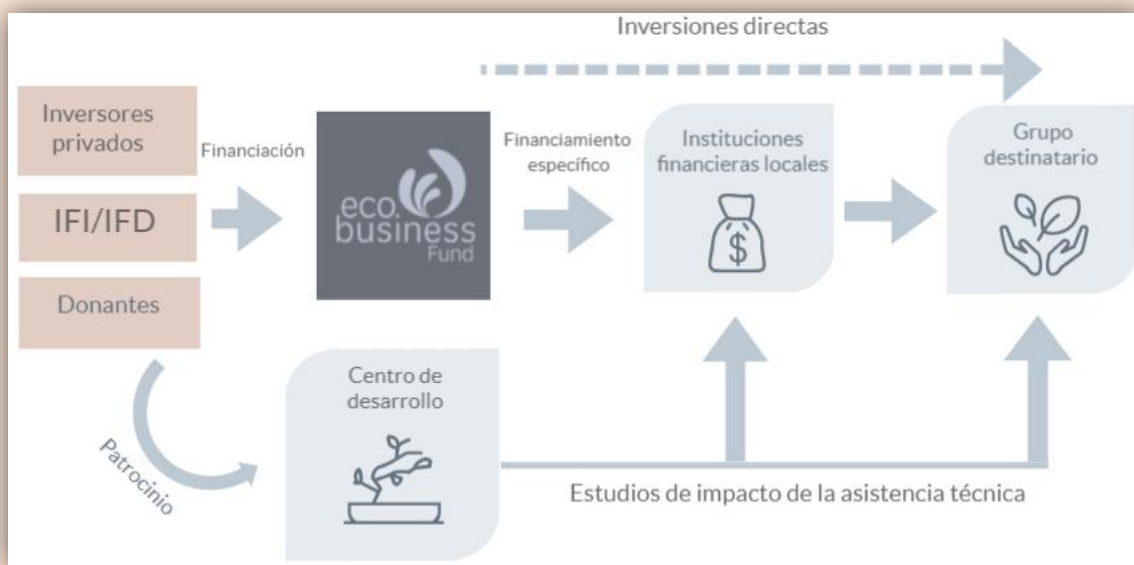 Inversiones directas
Inversores
privados
IFI/IFD
Donantes
Financiación
eco.
business
Fund
Financiamiento
específico
Instituciones
financieras locales
$
Grupo
destinatario
Patrocinio
Centro de
desarrollo
Estudios de impacto de la asistencia técnica